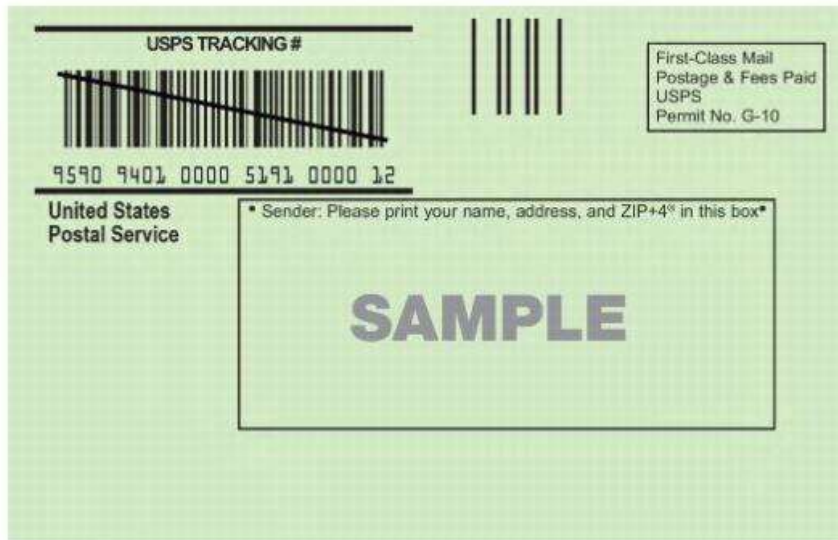 USPS TRACKING #
9590 9401 0000 5191 0000 12
First-Class Mail
Postage & Fees Paid
USPS
Permit No. G-10
United States
Postal Service
• Sender: Please print your name, address, and ZIP+4® in this box•
SAMPLE